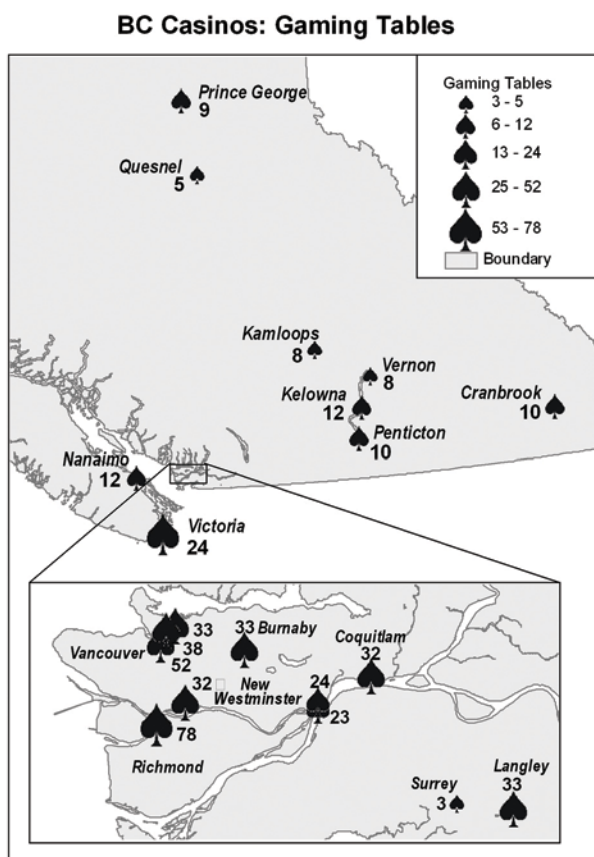 BC Casinos: Gaming Tables
Gaming Tables
3 - 5
6 - 12
13 - 24
25 - 52
53 - 78
Boundary
Prince George
9
Quesnel
5
Kamloops
8
Vernon
8
Kelowna
12
Cranbrook
10
Penticton
10
Nanaimo
12
Victoria
24
Vancouver
33
38
52
33 Burnaby
Coquitlam
32
32
New
Westminster
24
23
78
Richmond
Surrey
3
Langley
33